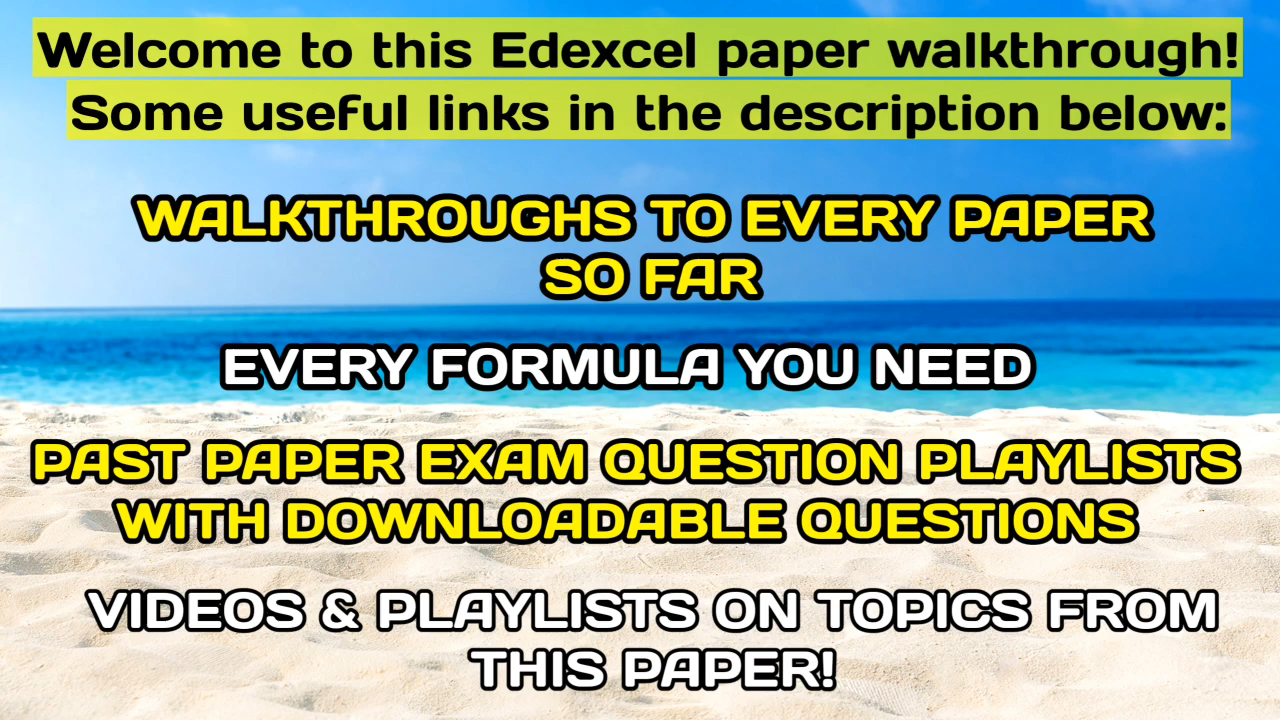 Welcome to this Edexcel paper walkthrough!
Some useful links in the description below:
WALKTHROUGHS TO EVERY PAPER
SO FAR
EVERY FORMULA YOU NEED
PAST PAPER EXAM QUESTION PLAYLISTS
WITH DOWNLOADABLE QUESTIONS
VIDEOS & PLAYLISTS ON TOPICS FROM
THIS PAPER!